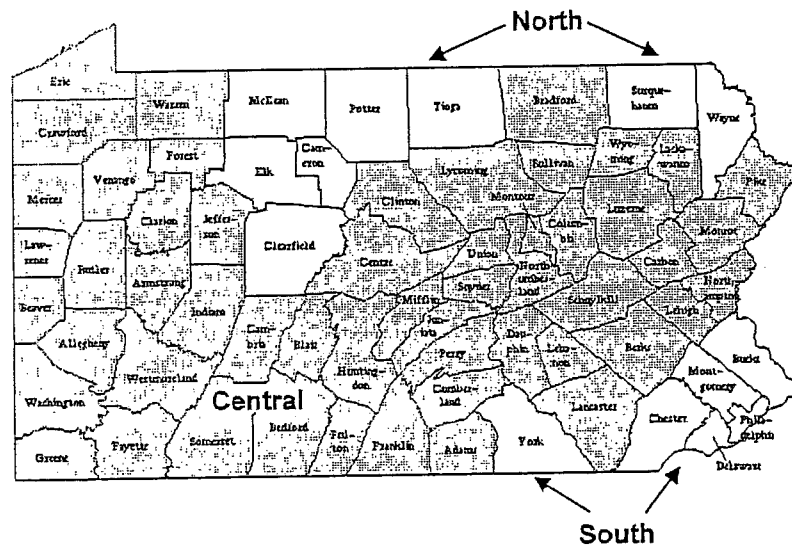 North
Erie
Warren
McKean
Potter
Tioga
Bradford
Susque-
hanna
Wayne
Crawford
Forest
Elk
Cam-
eron
Lycoming
Sullivan
Wyo-
ming
Lacka-
wanna
Pike
Mercer
Venango
Clarion
Jeffer-
son
Clinton
Montour
Colum-
bia
Luzerne
Monroe
Law-
rence
Butler
Clearfield
Centre
Union
North
umber
land
Carbon
North
ampton
Beaver
Armstrong
Indiana
Snyder
Schuylkill
Lehigh
Allegheny
Cam-
bria
Blair
Mifflin
Jun-
iata
Perry
Dau-
phin
Leba-
non
Berks
Bucks
Westmoreland
Hunting-
don
Cumber-
land
Mont-
gomery
Washington
Central
Lancaster
Chester
Phila-
delphia
Greene
Fayette
Somerset
Bedford
Ful-
ton
Franklin
Adams
York
Delaware
South